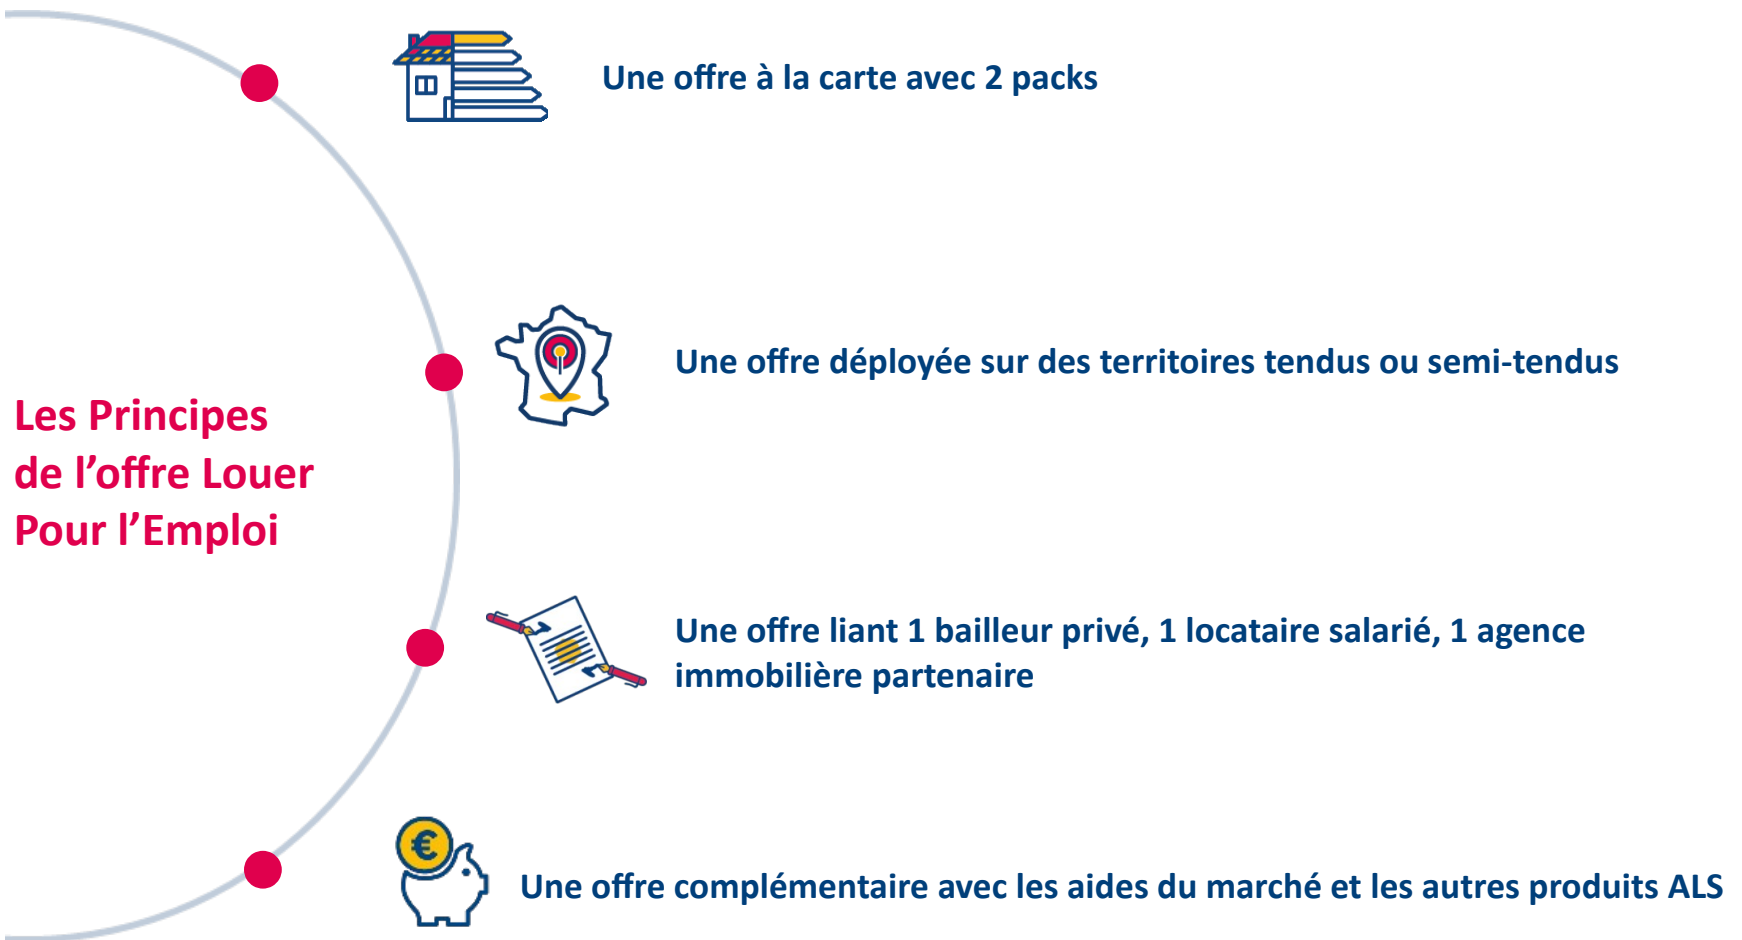 Une offre à la carte avec 2 packs
Une offre déployée sur des territoires tendus ou semi-tendus
Les Principes
de l’offre Louer
Pour l’Emploi
Une offre liant 1 bailleur privé, 1 locataire salarié, 1 agence
immobilière partenaire
€
Une offre complémentaire avec les aides du marché et les autres produits ALS